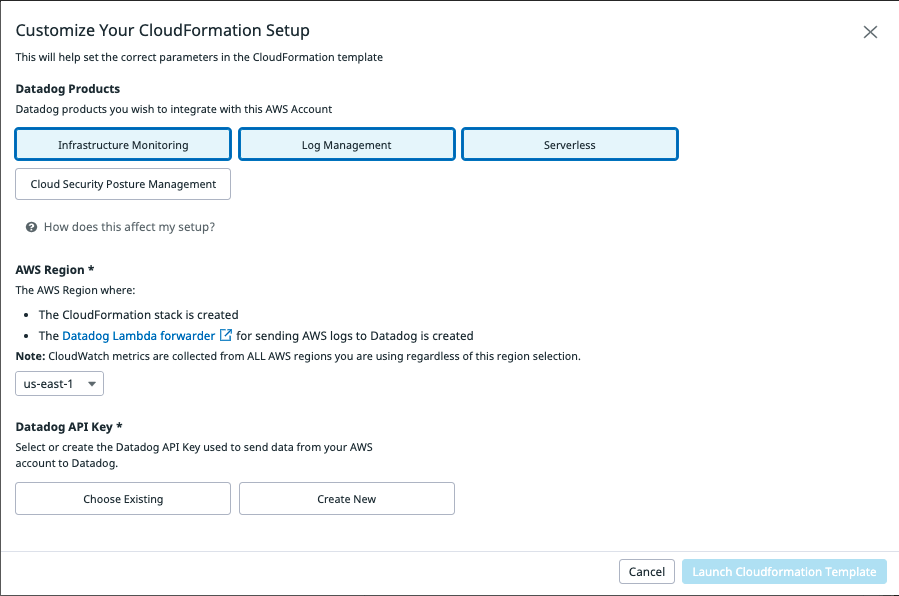 Customize Your CloudFormation Setup
This will help set the correct parameters in the CloudFormation template
Datadog Products
Datadog products you wish to integrate with this AWS Account
Infrastructure Monitoring
Log Management
Serverless
Cloud Security Posture Management
How does this affect my setup?
AWS Region *
The AWS Region where:
• The CloudFormation stack is created
• The Datadog Lambda forwarder for sending AWS logs to Datadog is created
Note: CloudWatch metrics are collected from ALL AWS regions you are using regardless of this region selection.
us-east-1
Datadog API Key *
Select or create the Datadog API Key used to send data from your AWS
account to Datadog.
Choose Existing
Create New
Cancel
Launch Cloudformation Template